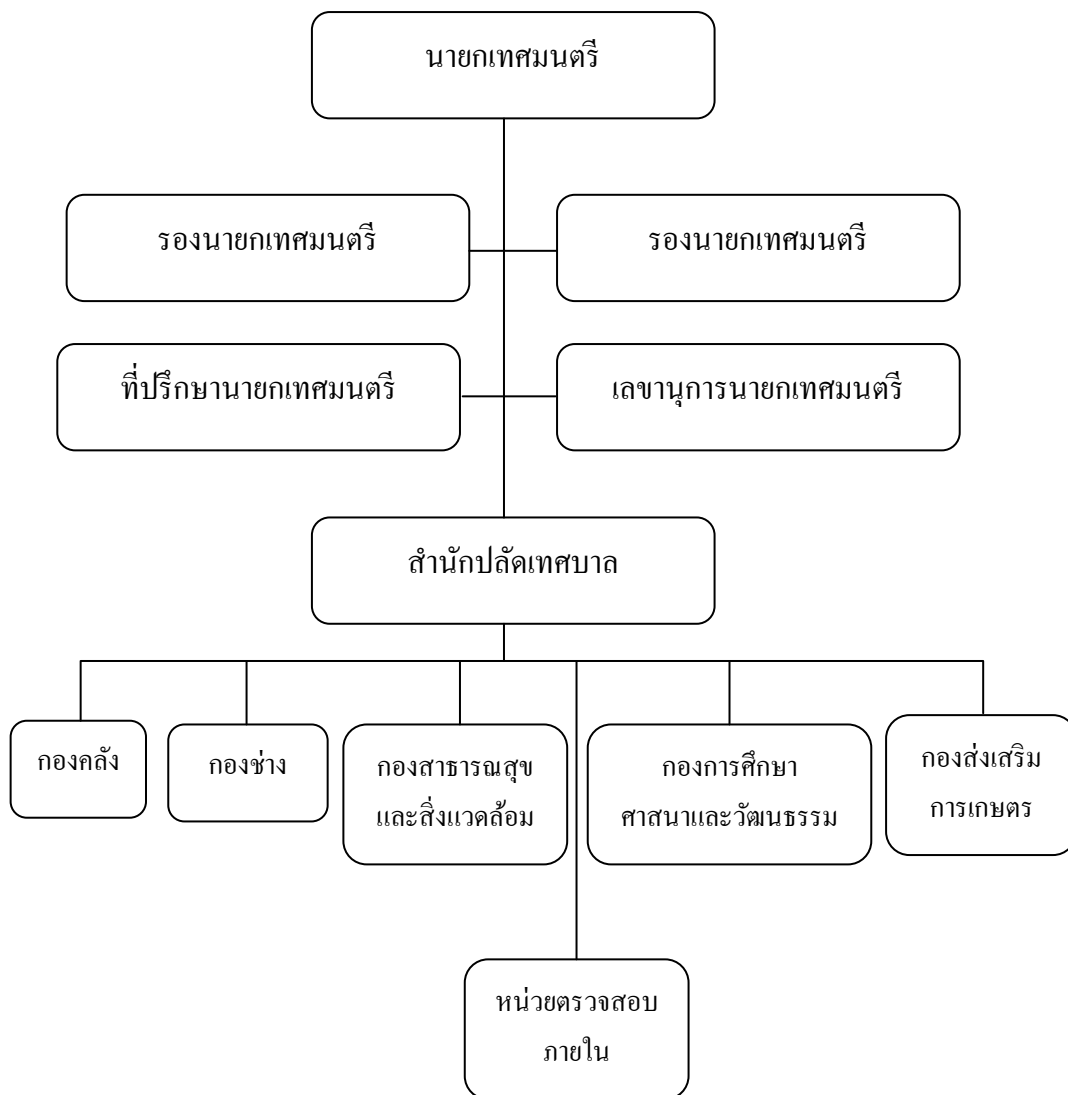 นายกเทศมนตรี
รองนายกเทศมนตรี
รองนายกเทศมนตรี
ที่ปรึกษานายกเทศมนตรี
เลขานุการนายกเทศมนตรี
สำนักปลัดเทศบาล
กองคลัง
กองช่าง
กองสาธารณสุข
และสิ่งแวดล้อม
กองการศึกษา
ศาสนาและวัฒนธรรม
กองส่งเสริม
การเกษตร
หน่วยตรวจสอบ
ภายใน